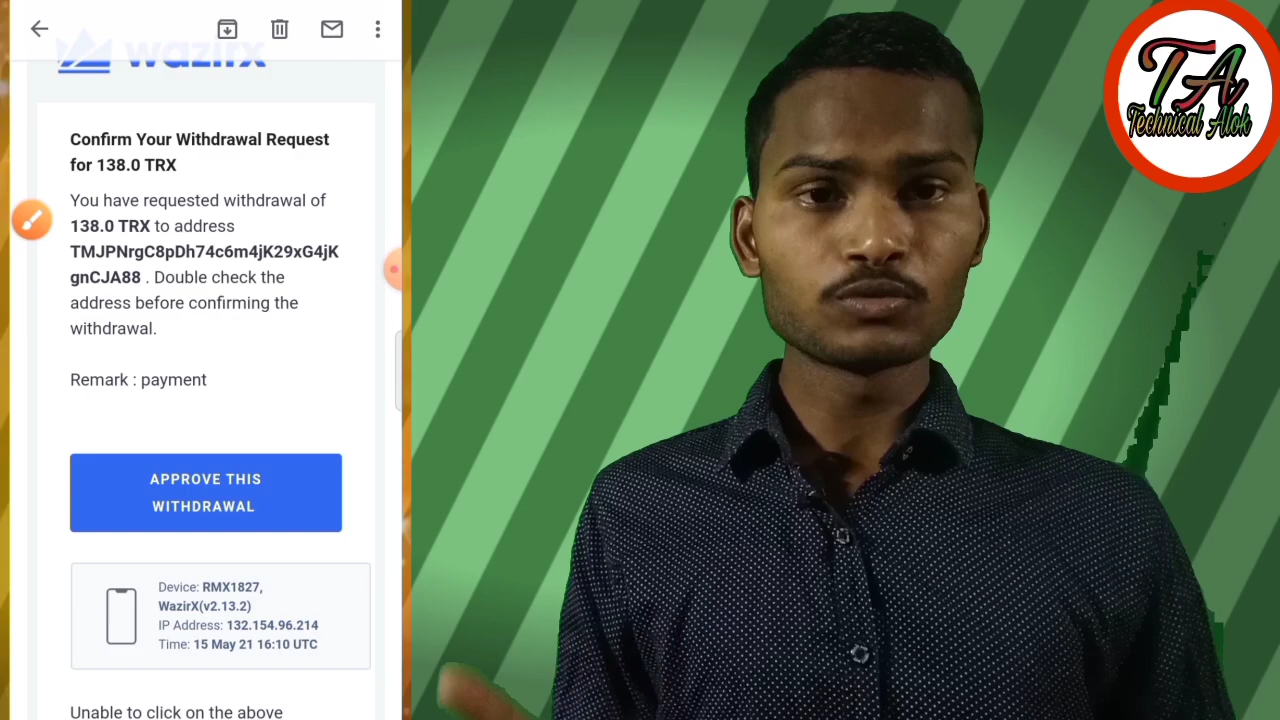 wazirx
Confirm Your Withdrawal Request
for 138.0 TRX
You have requested withdrawal of
138.0 TRX to address
TMJPNrgC8pDh74c6m4jK29xG4jK
gnCJA88 . Double check the
address before confirming the
withdrawal.
Remark : payment
APPROVE THIS
WITHDRAWAL
Device: RMX1827,
WazirX(v2.13.2)
IP Address: 132.154.96.214
Time: 15 May 21 16:10 UTC
Unable to click on the above
TA
Technical Alok